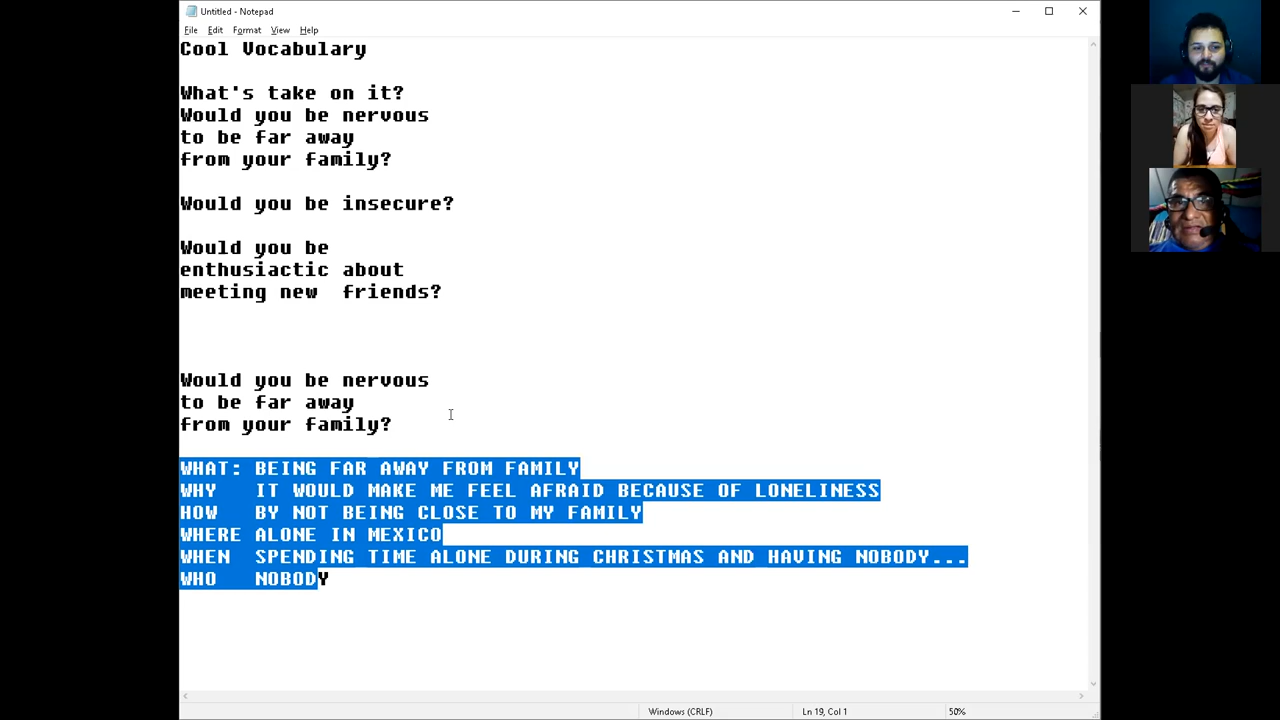 Untitled - Notepad
File Edit Format View Help
Cool Vocabulary
What's take on it?
Would you be nervous
to be far away
from your family?
Would you be insecure?
Would you be
enthusiactic about
meeting new  friends?
Would you be nervous
to be far away
from your family?
WHAT: BEING FAR AWAY FROM FAMILY
WHY   IT WOULD MAKE ME FEEL AFRAID BECAUSE OF LONELINESS
HOW   BY NOT BEING CLOSE TO MY FAMILY
WHERE ALONE IN MEXICO
WHEN  SPENDING TIME ALONE DURING CHRISTMAS AND HAVING NOBODY...
WHO   NOBODY
Windows (CRLF) Ln 19, Col 1 50%